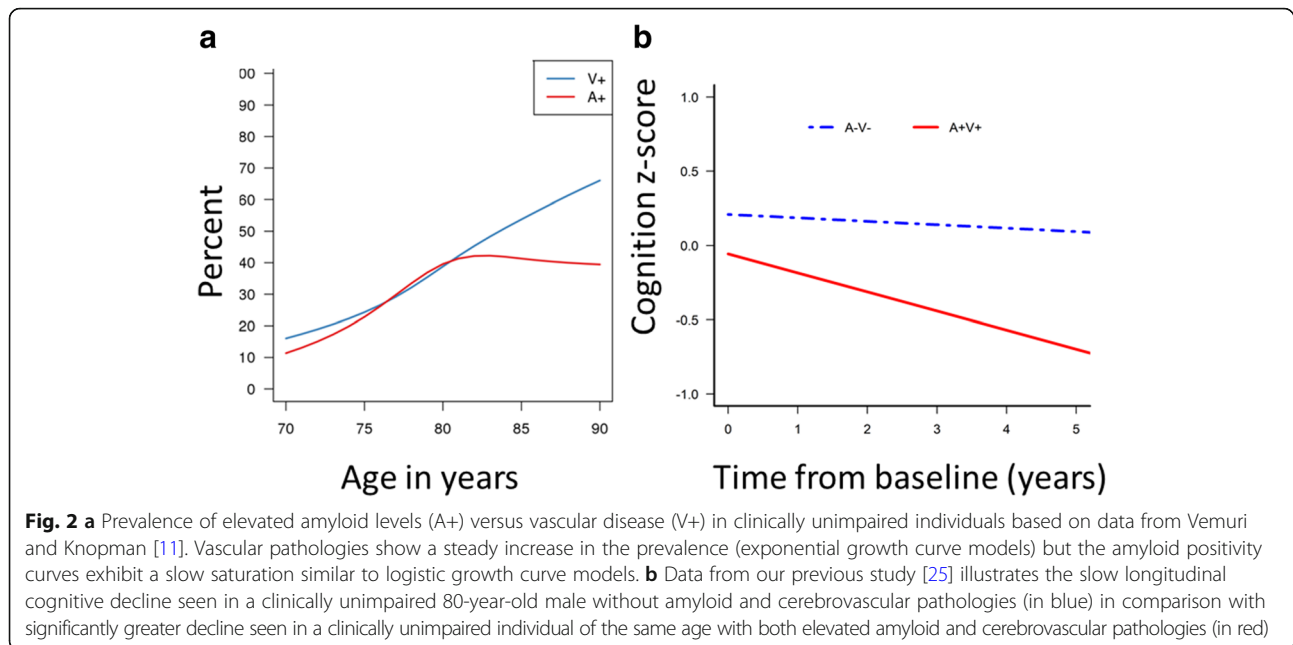 a
b
00
90
80
70
60
50
40
30
20
10
0
Percent
V+
A+
70 75 80 85 90
Age in years
1.0
0.5
0.0
-0.5
-1.0
Cognition z-score
A-V- A+V+
0 1 2 3 4 5
Time from baseline (years)
Fig. 2 a Prevalence of elevated amyloid levels (A+) versus vascular disease (V+) in clinically unimpaired individuals based on data from Vemuri
and Knopman [11]. Vascular pathologies show a steady increase in the prevalence (exponential growth curve models) but the amyloid positivity
curves exhibit a slow saturation similar to logistic growth curve models. b Data from our previous study [25] illustrates the slow longitudinal
cognitive decline seen in a clinically unimpaired 80-year-old male without amyloid and cerebrovascular pathologies (in blue) in comparison with
significantly greater decline seen in a clinically unimpaired individual of the same age with both elevated amyloid and cerebrovascular pathologies (in red)